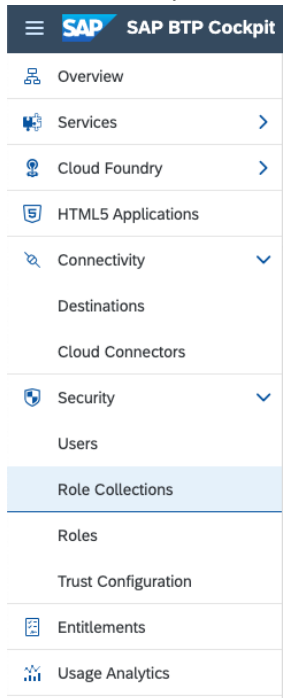 SAP SAP BTP Cockpit
Overview
Services
Cloud Foundry
5 HTML5 Applications
Connectivity
Destinations
Cloud Connectors
Security
Users
Role Collections
Roles
Trust Configuration
Entitlements
Usage Analytics